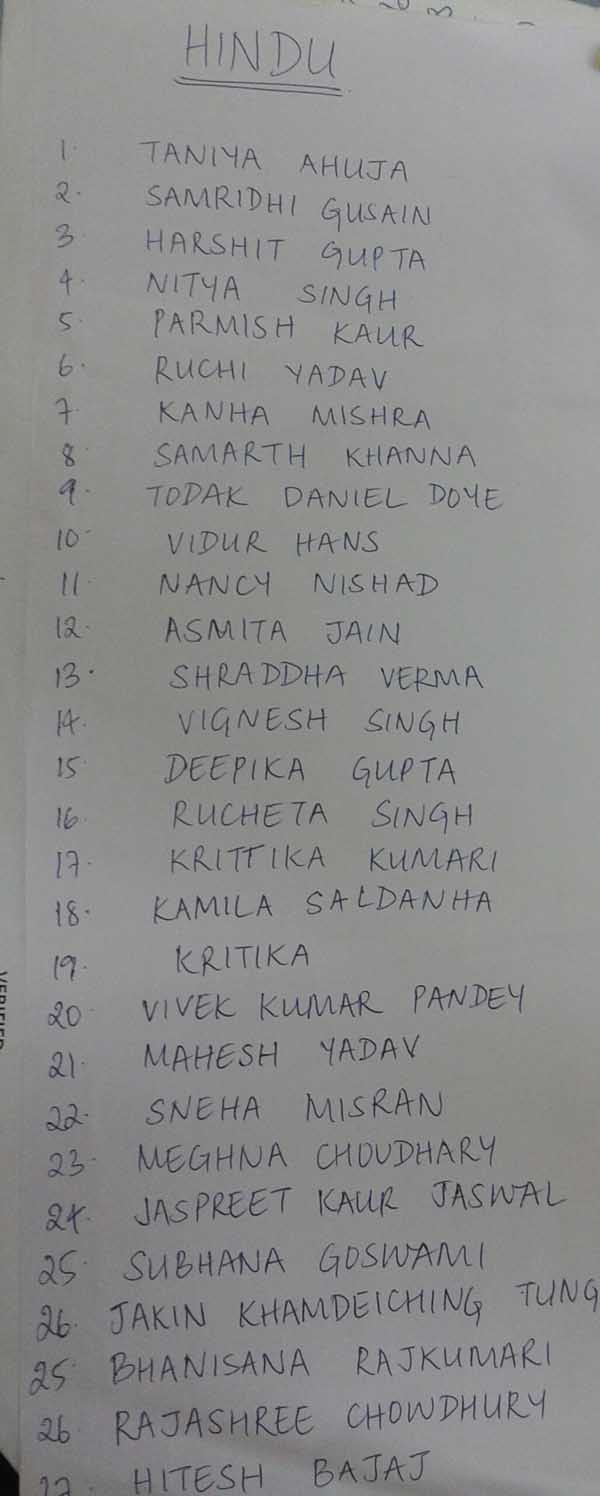 HINDU
1. TANIYA AHUJA
2. SAMRIDHI GUSAIN
3. HARSHIT GUPTA
4. NITYA SINGH
5. PARMISH KAUR
6. RUCHI YADAV
7. KANHA MISHRA
8. SAMARTH KHANNA
9. TODAK DANIEL DOYE
10. VIDUR HANS
11. NANCY NISHAD
12. ASMITA JAIN
13. SHRADDHA VERMA
14. VIGNESH SINGH
15. DEEPIKA GUPTA
16. RUCHETA SINGH
17. KRITTIKA KUMARI
18. KAMILA SALDANHA
19. KRITIKA
20. VIVEK KUMAR PANDEY
21. MAHESH YADAV
22. SNEHA MISRAN
23. MEGHNA CHOUDHARY
24. JASPREET KAUR JASWAL
25. SUBHANA GOSWAMI
26. JAKIN KHAMDEICHING TUNG
25. BHANISANA RAJKUMARI
26 RAJASHREE CHOWDHURY
27. HITESH BAJAJ